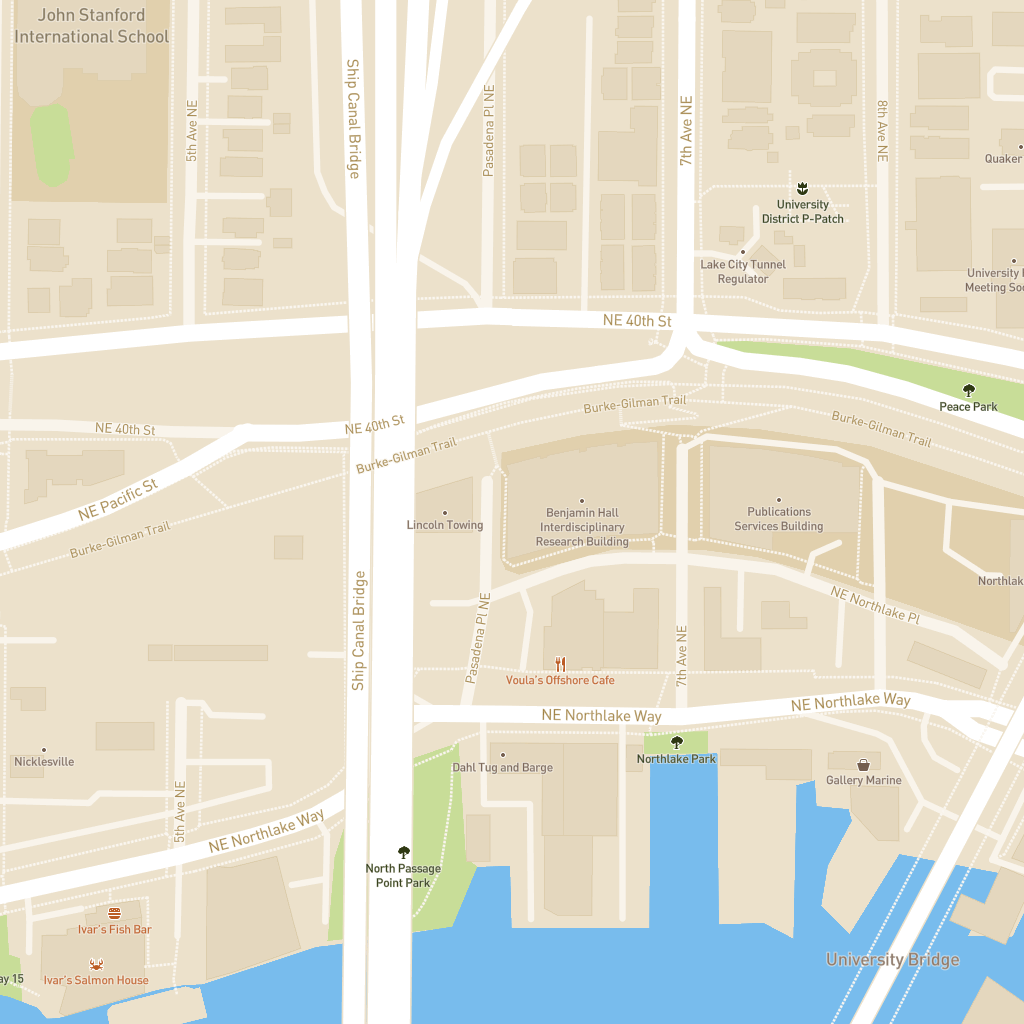 John Stanford
International School
Ship Canal Bridge
5th Ave NE
Pasadena Pl NE
7th Ave NE
8th Ave NE
Quaker
University
District P-Patch
Lake City Tunnel
Regulator
University
Meeting
NE 40th St
Peace Park
NE 40th St
NE 40th St
Burke-Gilman Trail
Burke-Gilman Trail
Burke-Gilman Trail
NE Pacific St
Burke-Gilman Trail
Lincoln Towing
Benjamin Hall
Interdisciplinary
Research Building
Publications
Services Building
Northlake
NE Northlake Pl
Ship Canal Bridge
Pasadena Pl NE
7th Ave NE
Voula's Offshore Cafe
NE Northlake Way
NE Northlake Way
Nicklesville
Dahl Tug and Barge
Northlake Park
Gallery Marine
5th Ave NE
NE Northlake Way
North Passage
Point Park
Ivar's Fish Bar
University Bridge
Ivar's Salmon House
ay 15